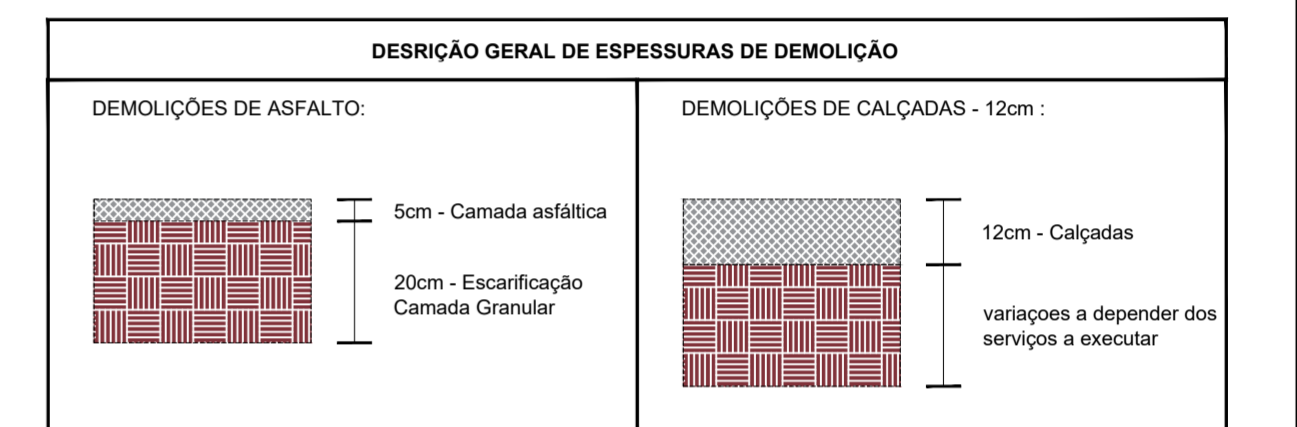 DESRIÇÃO GERAL DE ESPESSURAS DE DEMOLIÇÃO
DEMOLIÇÕES DE ASFALTO:
5cm - Camada asfáltica
20cm - Escarificação
Camada Granular
DEMOLIÇÕES DE CALÇADAS - 12cm :
12cm - Calçadas
variaçoes a depender dos
serviços a executar